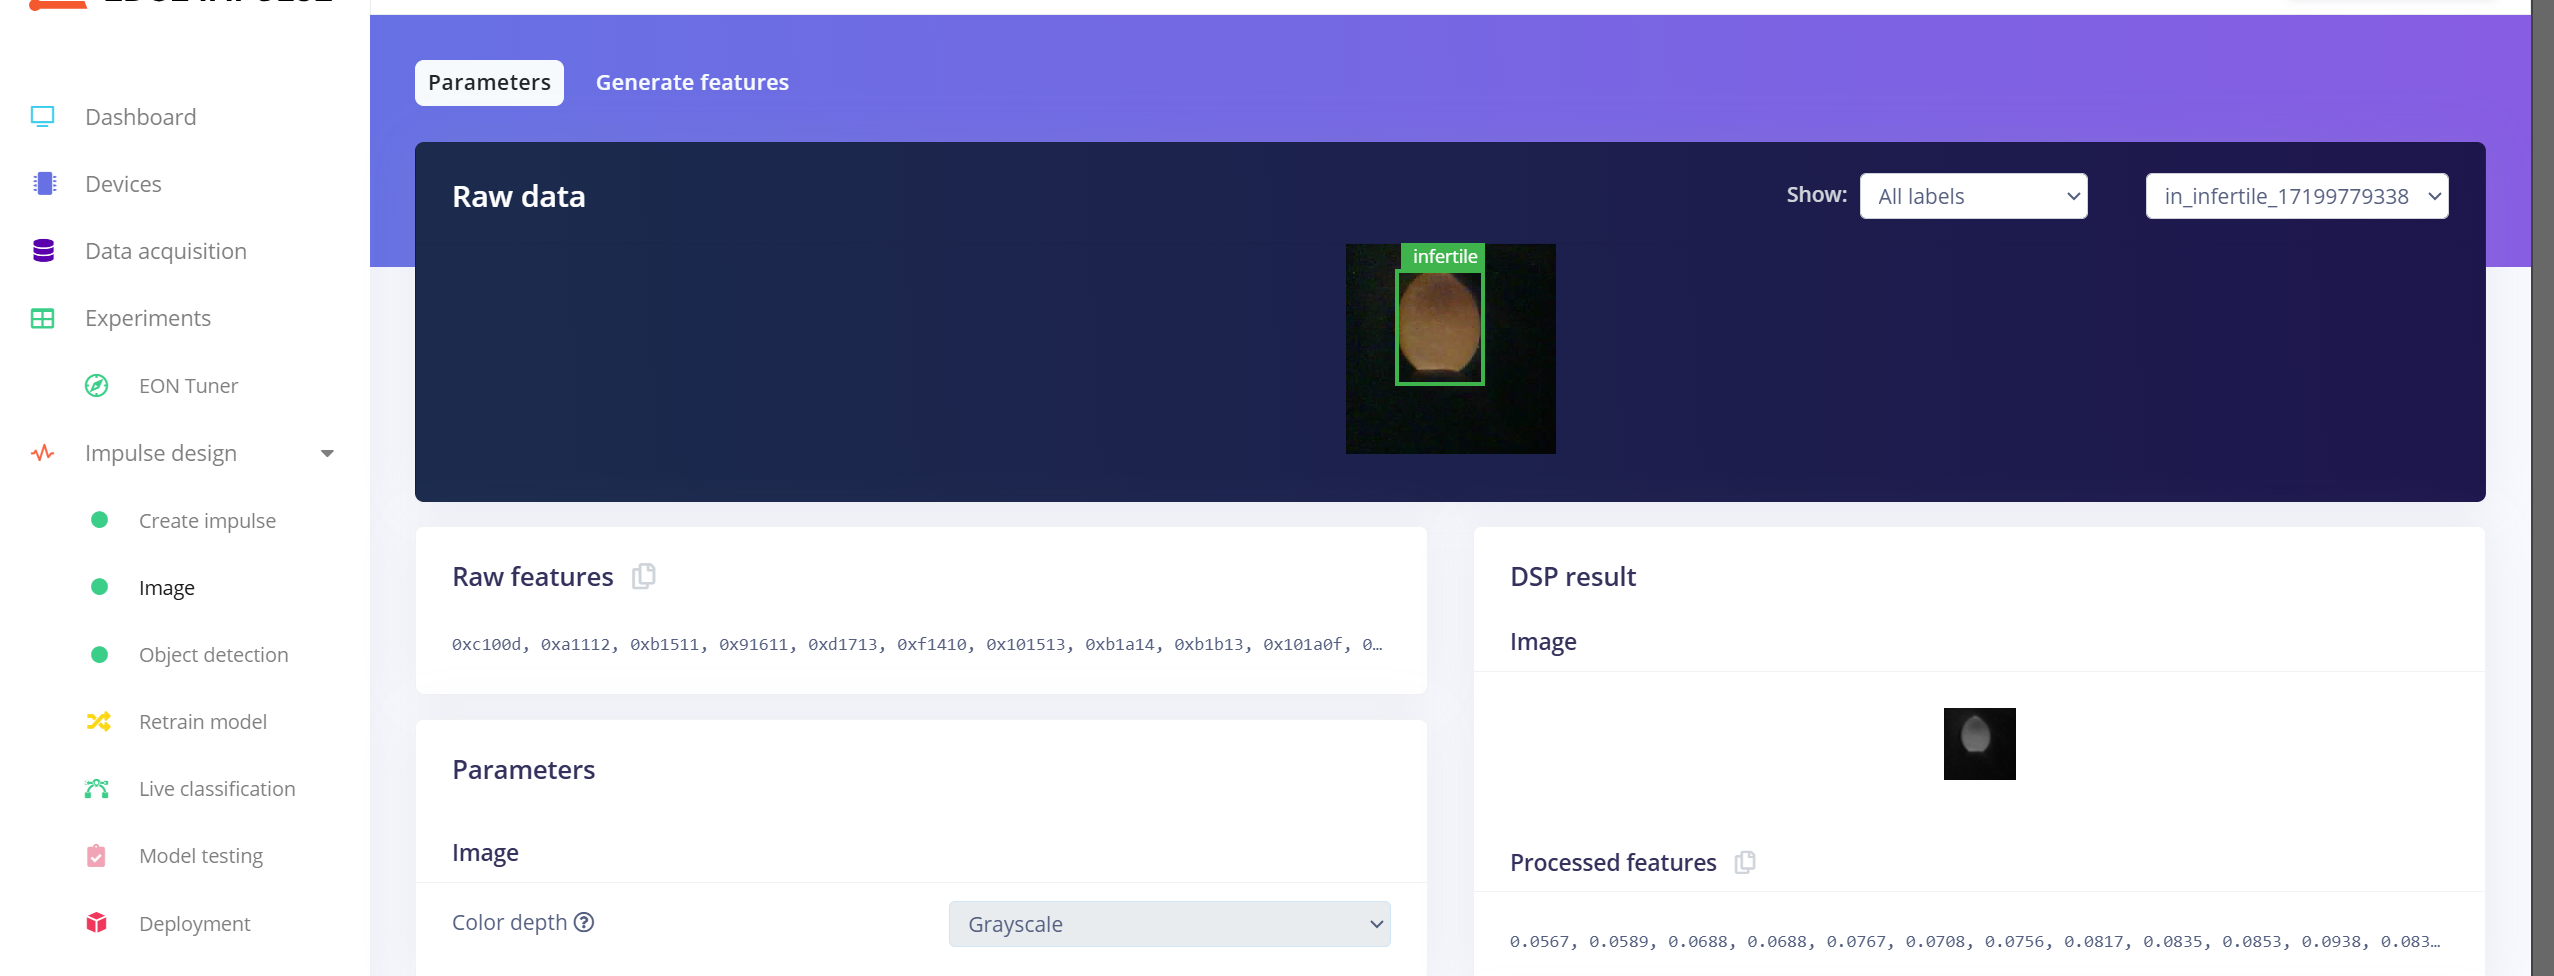 Dashboard
Devices
Data acquisition
Experiments
EON Tuner
Impulse design
Create impulse
Image
Object detection
Retrain model
Live classification
Model testing
Deployment
Parameters
Generate features
Raw data
Show:
All labels
in_infertile_17199779338
infertile
Raw features
0xc100d, 0xa1112, 0xb1511, 0x91611, 0xd1713, 0xf1410, 0x101513, 0xb1a14, 0xb1b13, 0x101a0f, 0…
Parameters
Image
Color depth
Grayscale
DSP result
Image
Processed features
0.0567, 0.0589, 0.0688, 0.0688, 0.0767, 0.0708, 0.0756, 0.0817, 0.0835, 0.0853, 0.0938, 0.083…